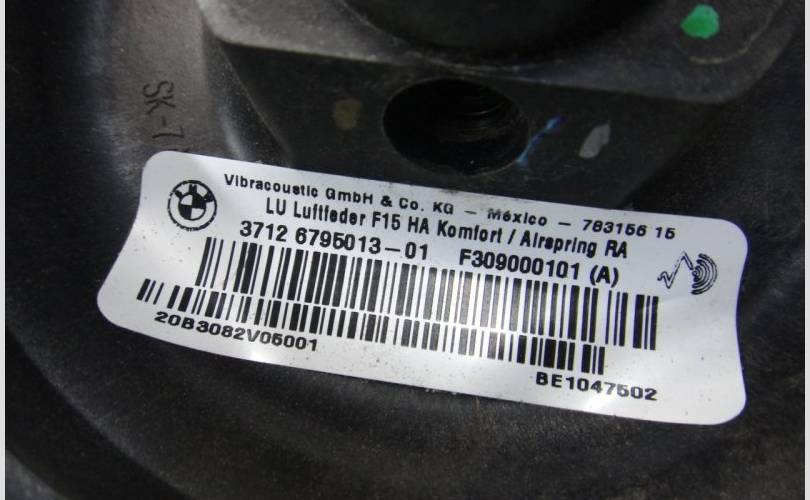 SK-7
Vibracoustic GmbH & Co. KG – México – 783156 15
LU Luftfeder F15 HA Komfort / Airspring RA
3712 6795013-01 F309000101 (A)
20B3082V05001
BE1047502